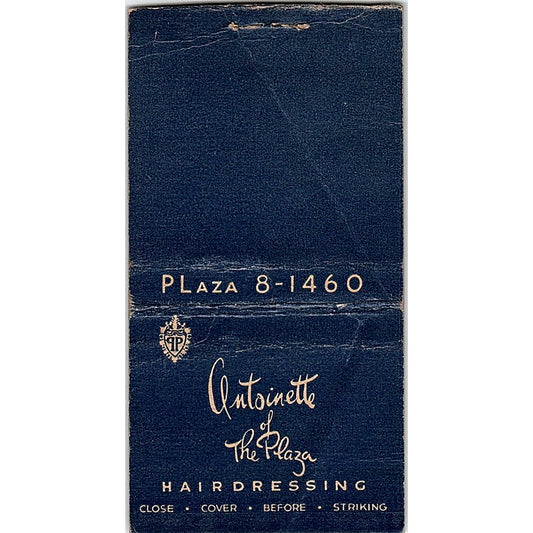 PLAZA 8-1460
Antoinette
of
The Plaza
HAIRDRESSING
CLOSE • COVER • BEFORE • STRIKING